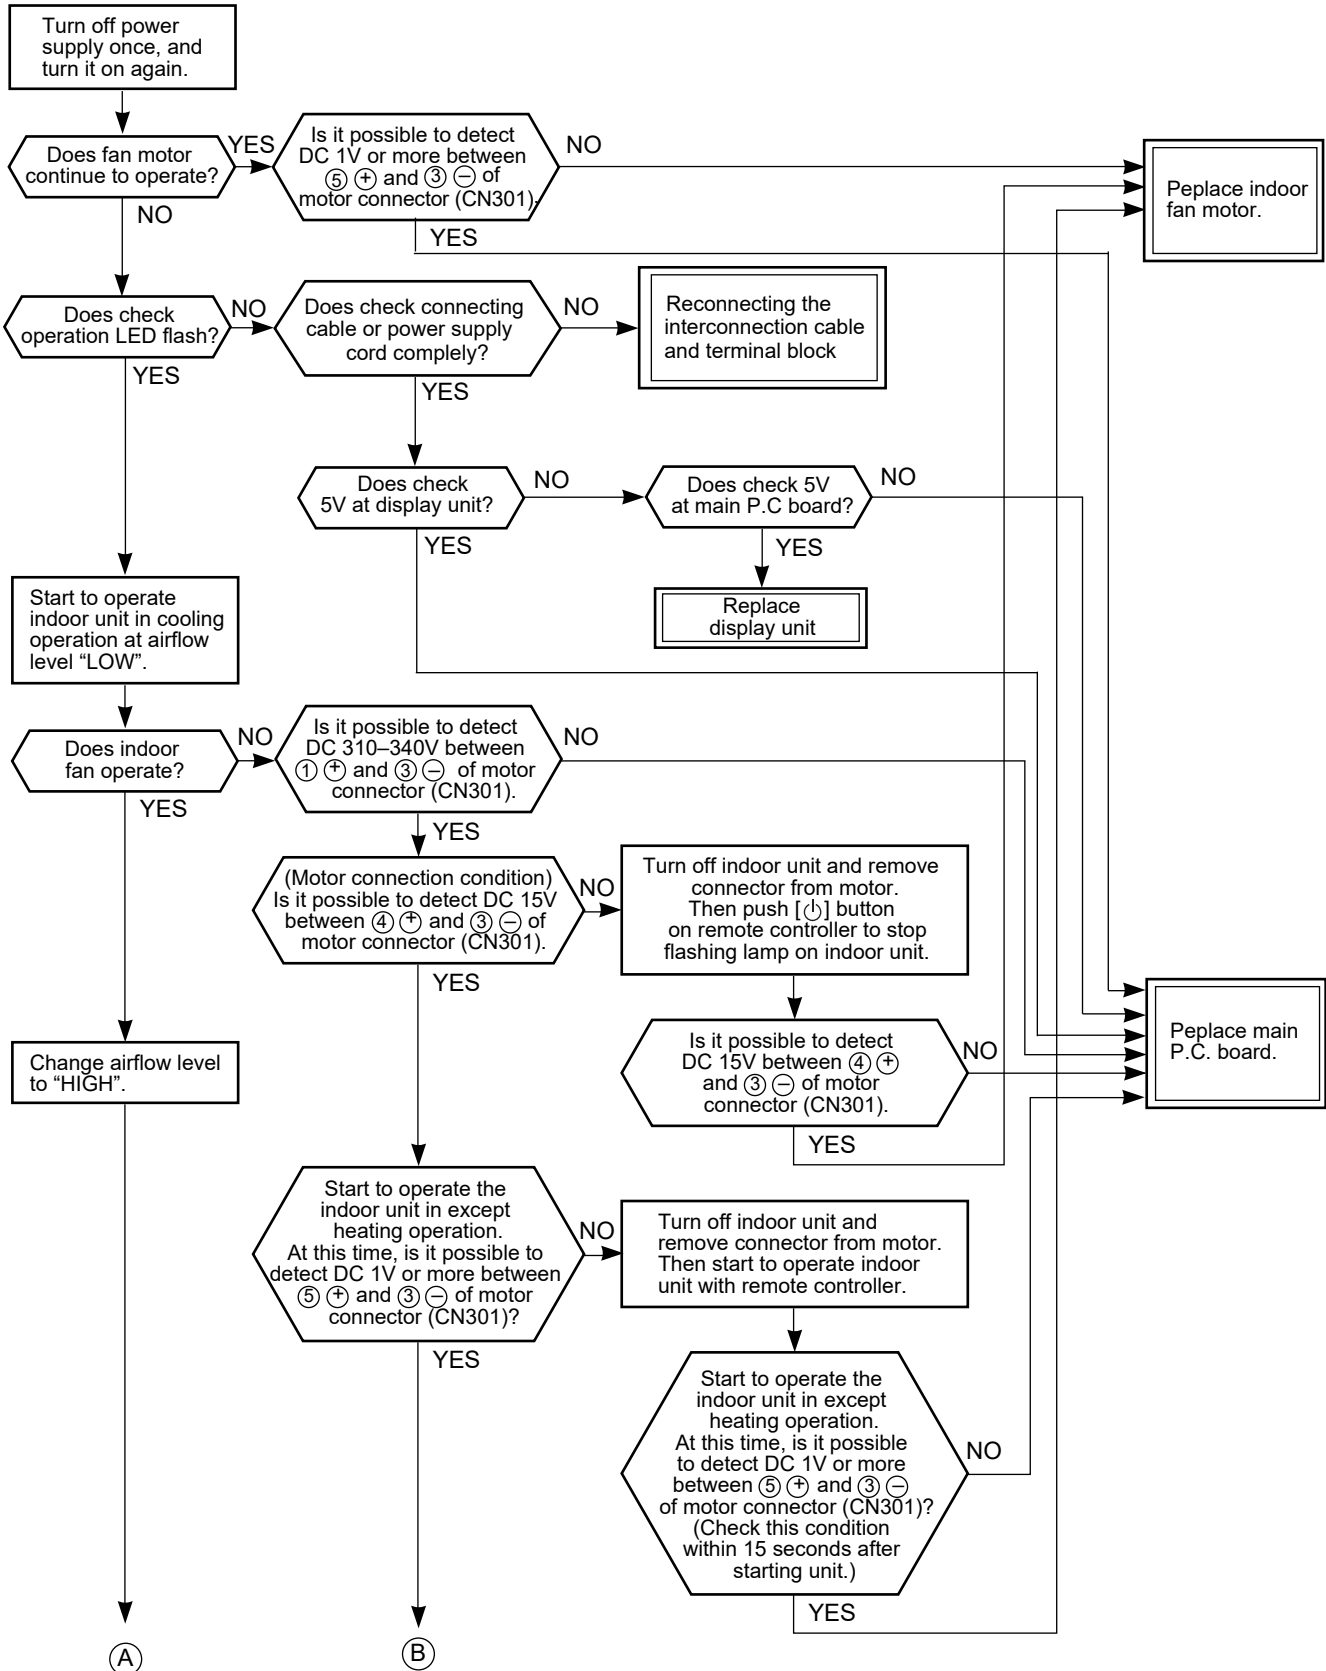 Turn off power
supply once, and
turn it on again.
Does fan motor
continue to operate?
YES
NO
Is it possible to detect
DC 1V or more between
⑤ ⊕ and ③ ⊖ of
motor connector (CN301).
NO
YES
Peplace indoor
fan motor.
Does check
operation LED flash?
NO
YES
Does check connecting
cable or power supply
cord complely?
NO
YES
Reconnecting the
interconnection cable
and terminal block
Does check
5V at display unit?
NO
YES
Does check 5V
at main P.C board?
NO
YES
Replace
display unit
Start to operate
indoor unit in cooling
operation at airflow
level “LOW”.
Does indoor
fan operate?
NO
YES
Is it possible to detect
DC 310–340V between
① ⊕ and ③ ⊖ of motor
connector (CN301).
NO
YES
(Motor connection condition)
Is it possible to detect DC 15V
between ④ ⊕ and ③ ⊖ of
motor connector (CN301).
NO
YES
Turn off indoor unit and remove
connector from motor.
Then push [⏻] button
on remote controller to stop
flashing lamp on indoor unit.
Is it possible to detect
DC 15V between ④ ⊕
and ③ ⊖ of motor
connector (CN301).
NO
YES
Peplace main
P.C. board.
Change airflow level
to “HIGH”.
Start to operate the
indoor unit in except
heating operation.
At this time, is it possible to
detect DC 1V or more between
⑤ ⊕ and ③ ⊖ of motor
connector (CN301)?
NO
YES
Turn off indoor unit and
remove connector from motor.
Then start to operate indoor
unit with remote controller.
Start to operate the
indoor unit in except
heating operation.
At this time, is it possible
to detect DC 1V or more
between ⑤ ⊕ and ③ ⊖
of motor connector (CN301)?
(Check this condition
within 15 seconds after
starting unit.)
NO
YES
Ⓐ
Ⓑ